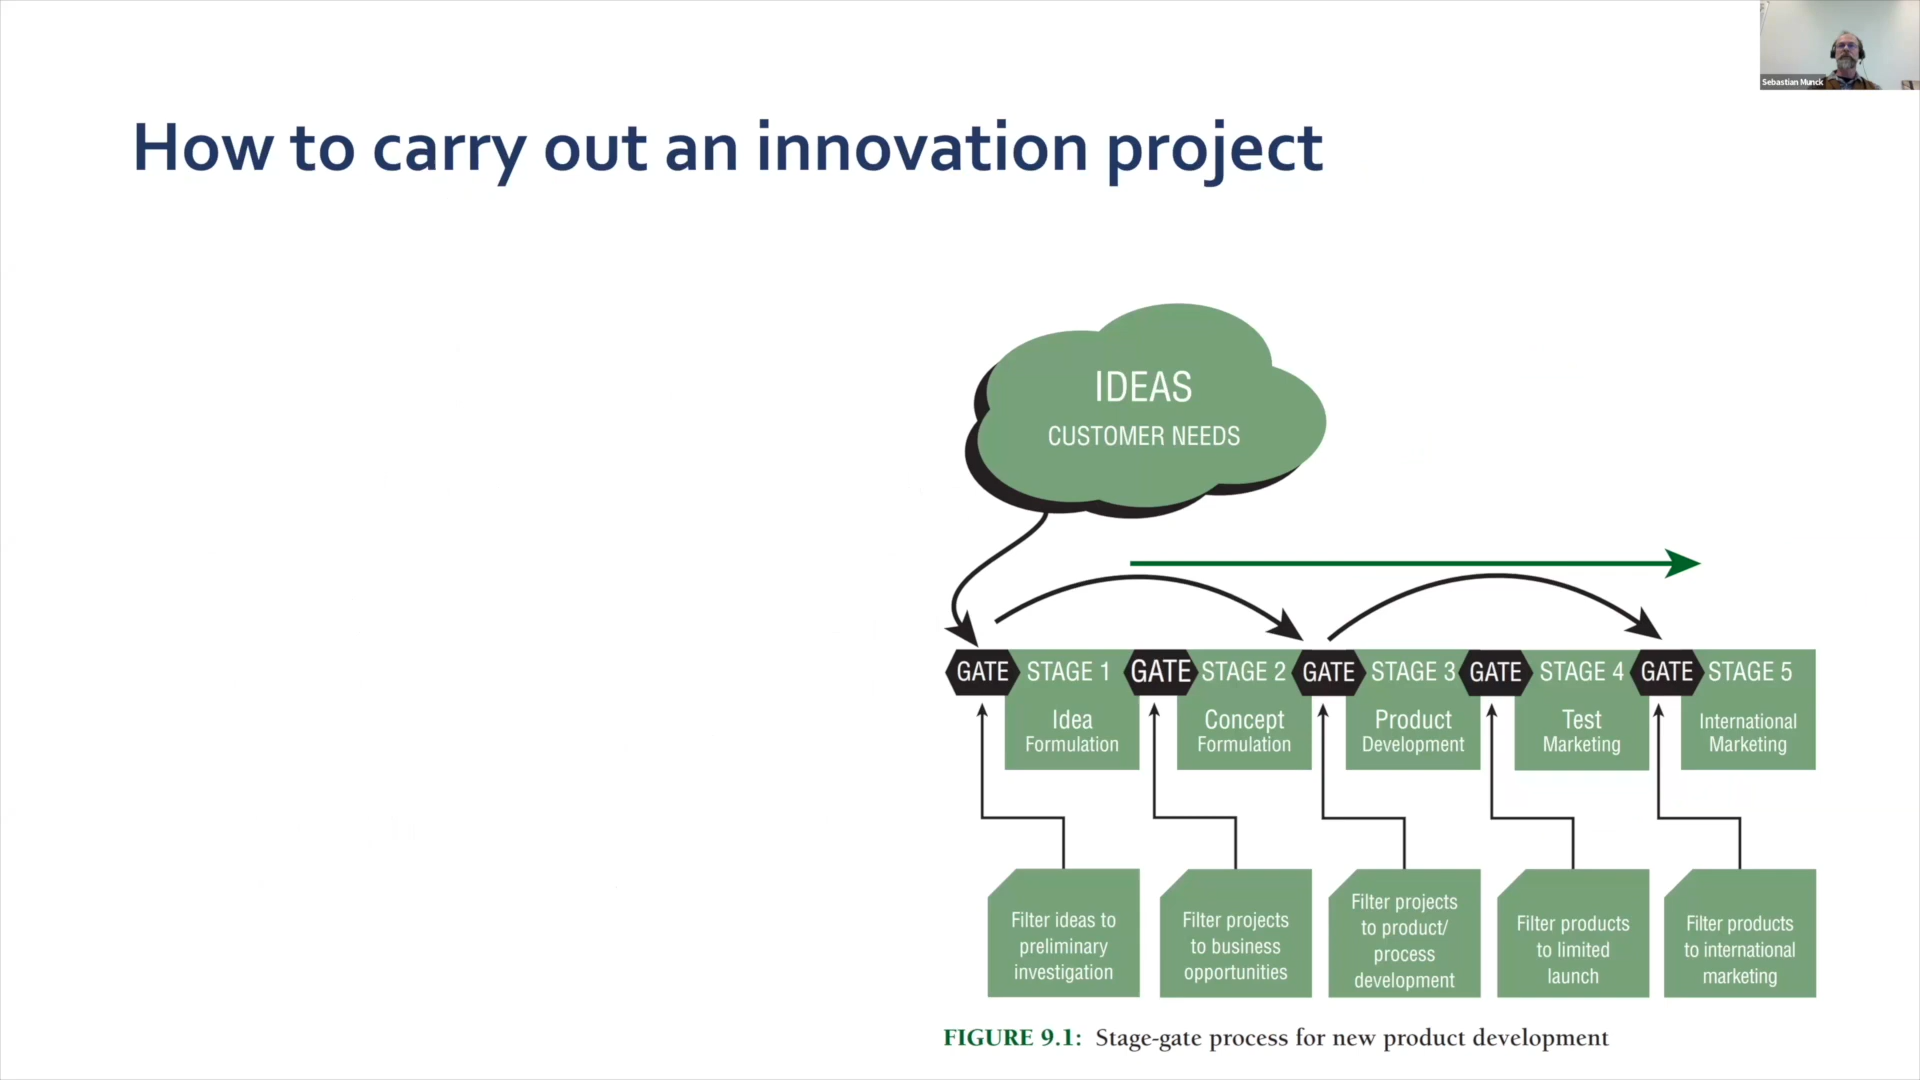 Sebastian Munck
How to carry out an innovation project
IDEAS
CUSTOMER NEEDS
GATE STAGE 1 GATE STAGE 2 GATE STAGE 3 GATE STAGE 4 GATE STAGE 5
Idea
Formulation
Concept
Formulation
Product
Development
Test
Marketing
International
Marketing
Filter ideas to
preliminary
investigation
Filter projects
to business
opportunities
Filter projects
to product/
process
development
Filter products
to limited
launch
Filter products
to international
marketing
FIGURE 9.1: Stage-gate process for new product development